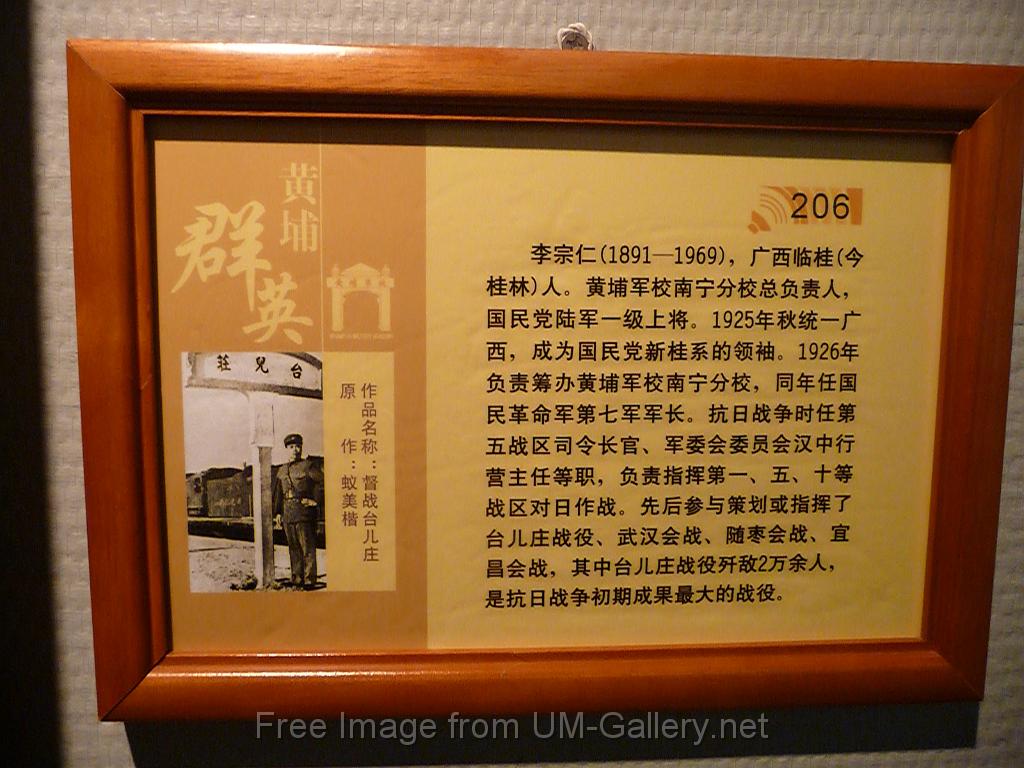 黄埔
群英
台兒莊
作品名称：督战台儿庄
原　作：蚁美楷
206
李宗仁(1891—1969)，广西临桂(今
桂林)人。黄埔军校南宁分校总负责人，
国民党陆军一级上将。1925年秋统一广
西，成为国民党新桂系的领袖。1926年
负责筹办黄埔军校南宁分校，同年任国
民革命军第七军军长。抗日战争时任第
五战区司令长官、军委会委员会汉中行
营主任等职，负责指挥第一、五、十等
战区对日作战。先后参与策划或指挥了
台儿庄战役、武汉会战、随枣会战、宜
昌会战，其中台儿庄战役歼敌2万余人，
是抗日战争初期成果最大的战役。
Free Image from UM-Gallery.net